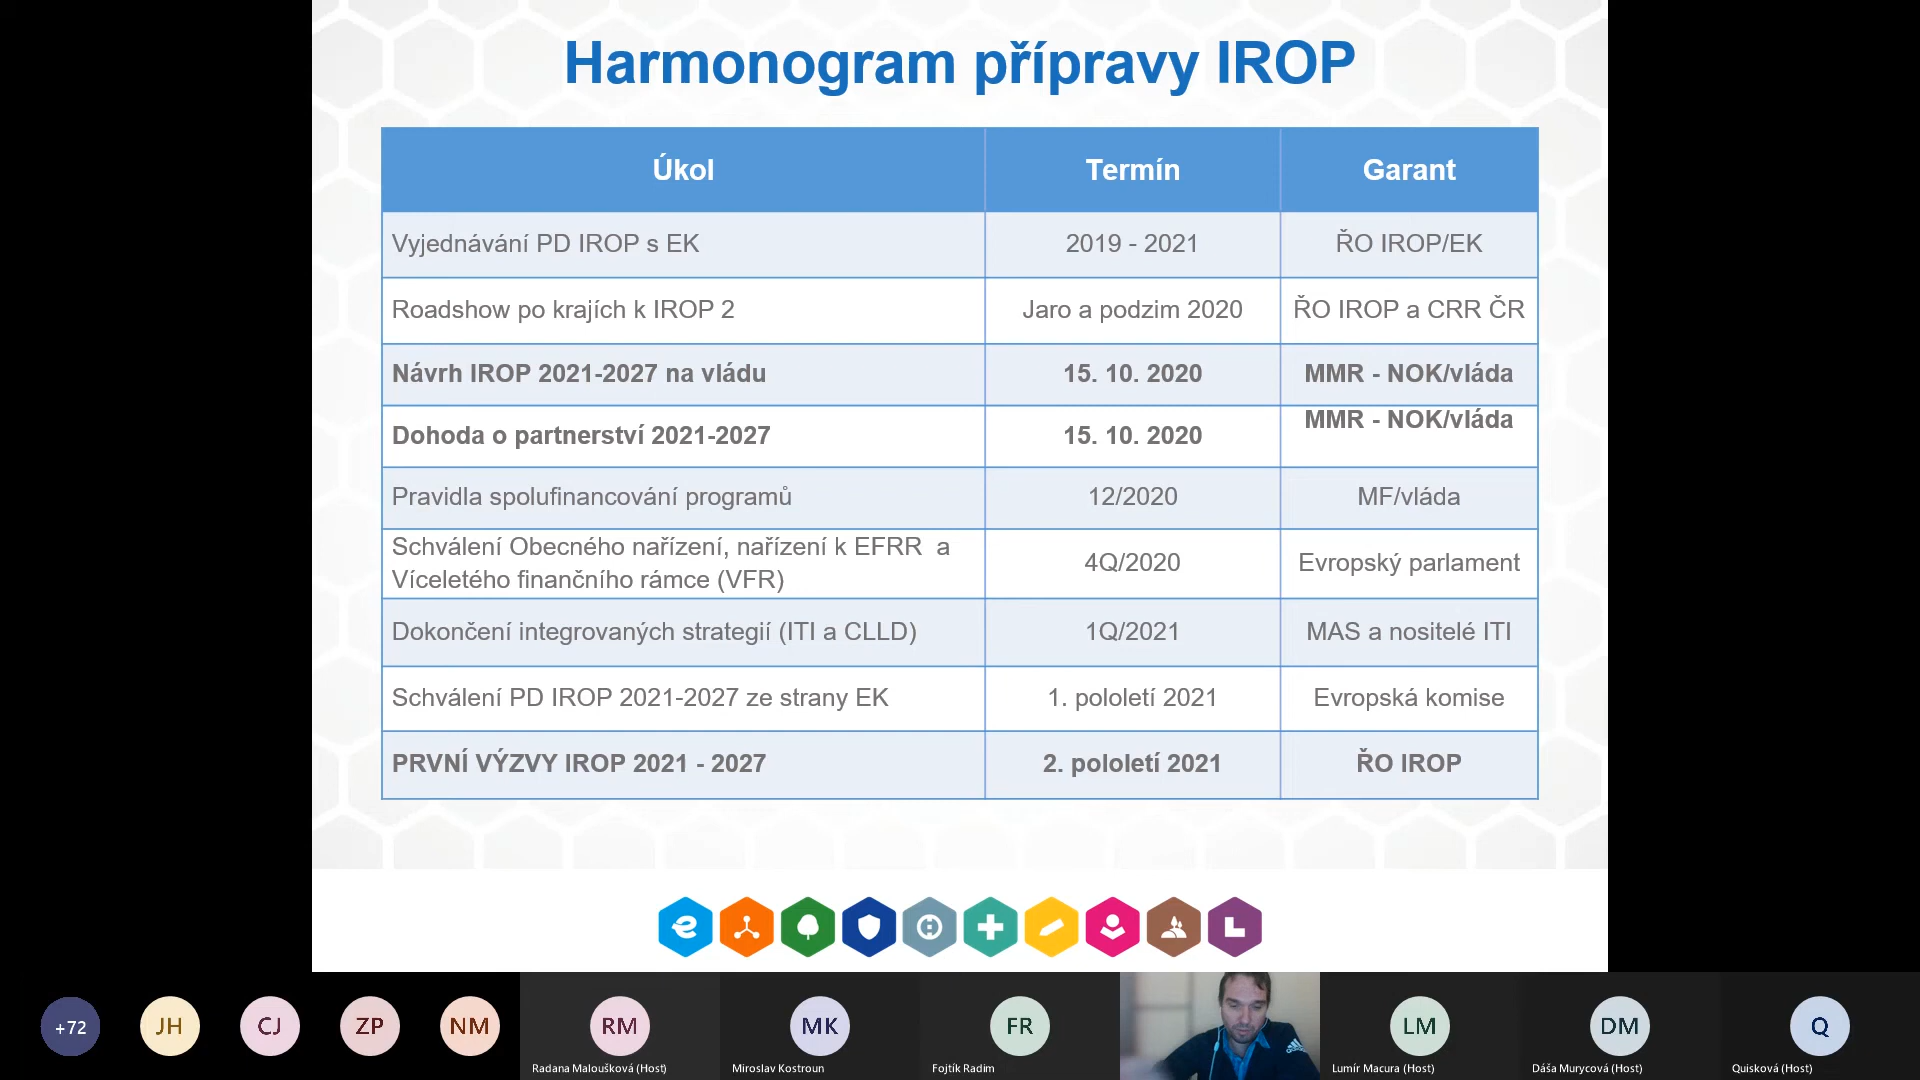 Harmonogram přípravy IROP
Úkol Termín Garant
Vyjednávání PD IROP s EK 2019 - 2021 ŘO IROP/EK
Roadshow po krajích k IROP 2 Jaro a podzim 2020 ŘO IROP a CRR ČR
Návrh IROP 2021-2027 na vládu 15. 10. 2020 MMR - NOK/vláda
Dohoda o partnerství 2021-2027 15. 10. 2020 MMR - NOK/vláda
Pravidla spolufinancování programů 12/2020 MF/vláda
Schválení Obecného nařízení, nařízení k EFRR a
Víceletého finančního rámce (VFR) 4Q/2020 Evropský parlament
Dokončení integrovaných strategií (ITI a CLLD) 1Q/2021 MAS a nositelé ITI
Schválení PD IROP 2021-2027 ze strany EK 1. pololetí 2021 Evropská komise
PRVNÍ VÝZVY IROP 2021 - 2027 2. pololetí 2021 ŘO IROP
+72 JH CJ ZP NM RM MK FR LM DM Q
Radana Maloušková (Host) Miroslav Kostroun Fojtík Radim Lumír Macura (Host) Dáša Murycová (Host) Quisková (Host)